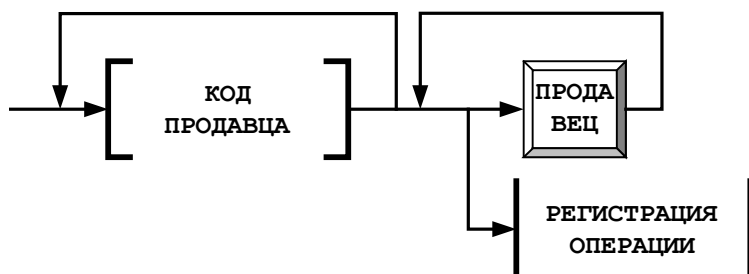 КОД
ПРОДАВЦА
ПРОДА
ВЕЦ
РЕГИСТРАЦИЯ
ОПЕРАЦИИ